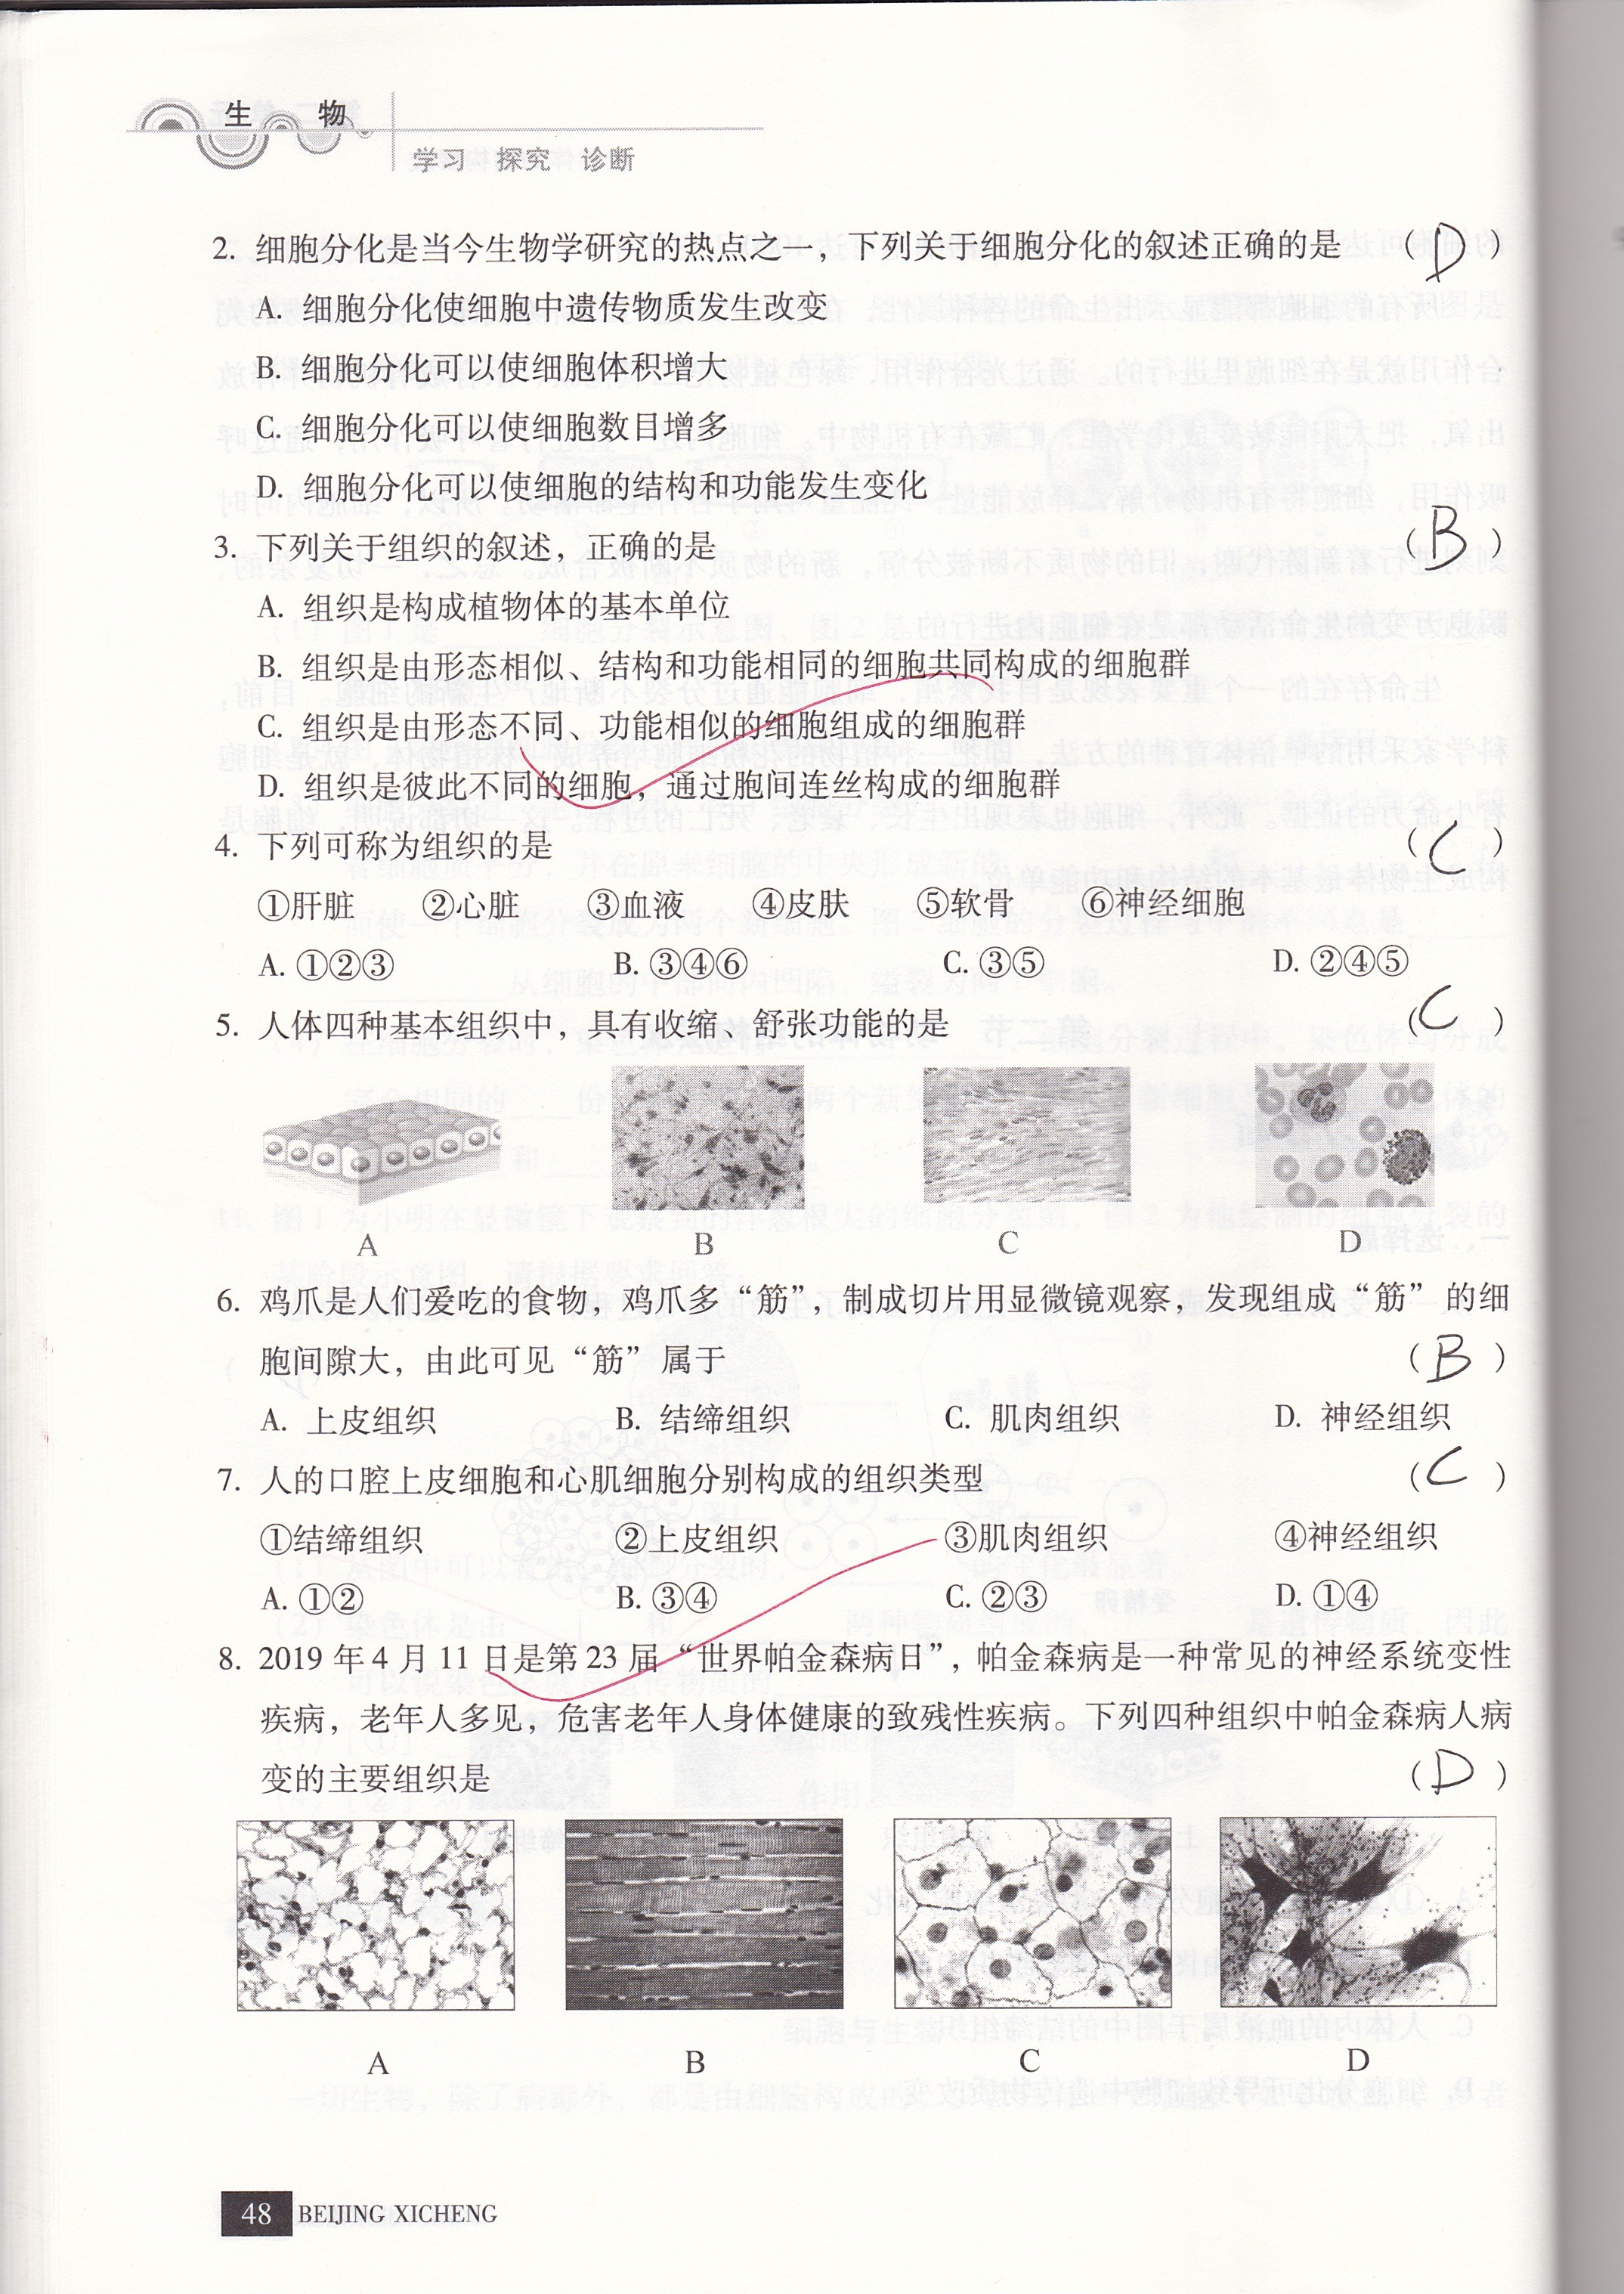 生 物
学习 探究 诊断
2. 细胞分化是当今生物学研究的热点之一，下列关于细胞分化的叙述正确的是 （ D ）
A. 细胞分化使细胞中遗传物质发生改变
B. 细胞分化可以使细胞体积增大
C. 细胞分化可以使细胞数目增多
D. 细胞分化可以使细胞的结构和功能发生变化
3. 下列关于组织的叙述，正确的是 （ B ）
A. 组织是构成植物体的基本单位
B. 组织是由形态相似、结构和功能相同的细胞共同构成的细胞群
C. 组织是由形态不同、功能相似的细胞组成的细胞群
D. 组织是彼此不同的细胞，通过胞间连丝构成的细胞群
4. 下列可称为组织的是 （ C ）
①肝脏 ②心脏 ③血液 ④皮肤 ⑤软骨 ⑥神经细胞
A. ①②③ B. ③④⑥ C. ③⑤ D. ②④⑤
5. 人体四种基本组织中，具有收缩、舒张功能的是 （ C ）
A B C D
6. 鸡爪是人们爱吃的食物，鸡爪多“筋”，制成切片用显微镜观察，发现组成“筋”的细
胞间隙大，由此可见“筋”属于 （ B ）
A. 上皮组织 B. 结缔组织 C. 肌肉组织 D. 神经组织
7. 人的口腔上皮细胞和心肌细胞分别构成的组织类型 （ C ）
①结缔组织 ②上皮组织 ③肌肉组织 ④神经组织
A. ①② B. ③④ C. ②③ D. ①④
8. 2019 年 4 月 11 日是第 23 届“世界帕金森病日”，帕金森病是一种常见的神经系统变性
疾病，老年人多见，危害老年人身体健康的致残性疾病。下列四种组织中帕金森病人病
变的主要组织是 （ D ）
A B C D
48 BEIJING XICHENG